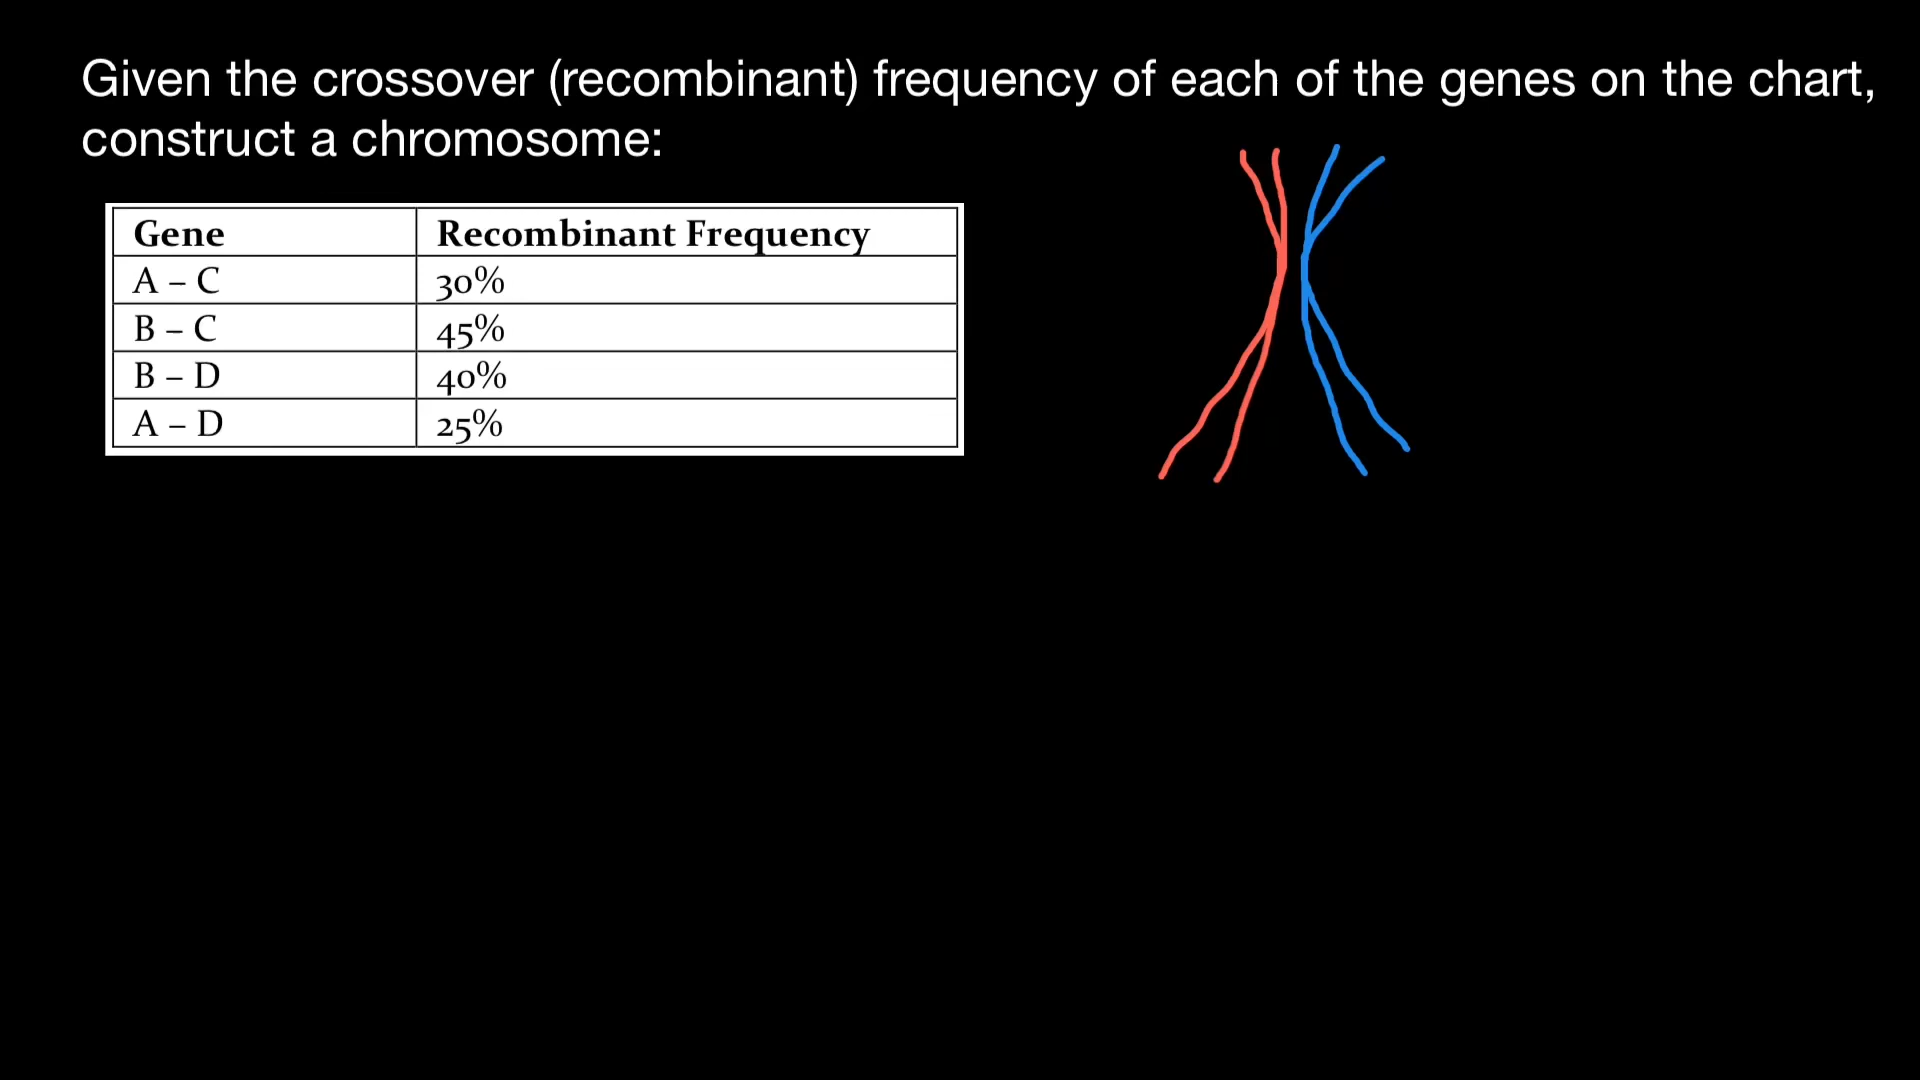 Given the crossover (recombinant) frequency of each of the genes on the chart,
construct a chromosome:
Gene Recombinant Frequency
A – C 30%
B – C 45%
B – D 40%
A – D 25%